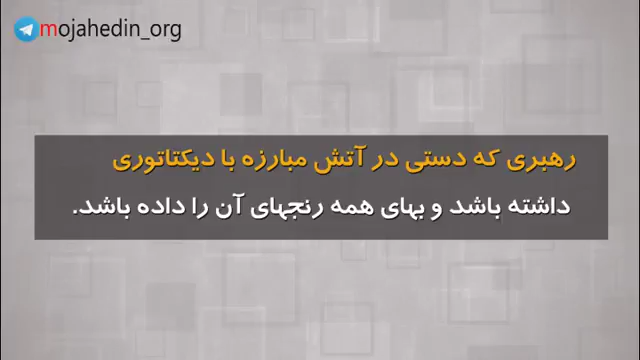 mojahedin_org
رهبری که دستی در آتش مبارزه با دیکتاتوری
داشته باشد و بهای همه رنجهای آن را داده باشد.